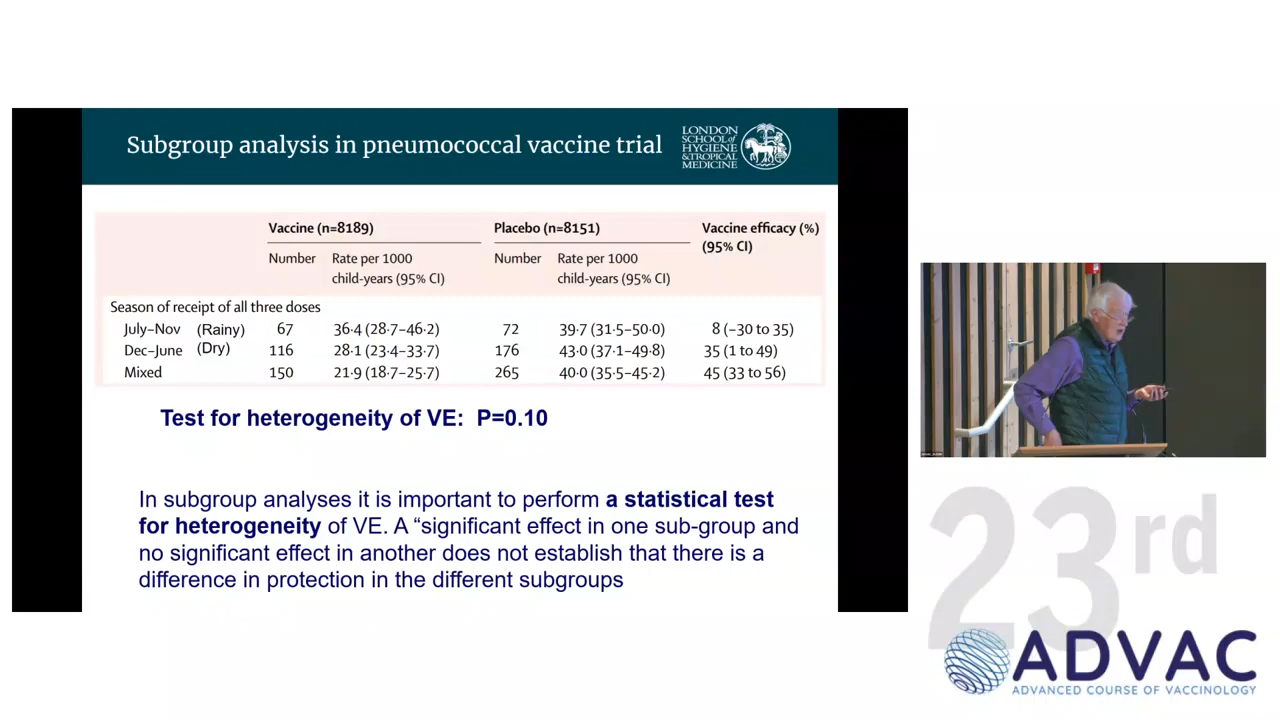 Subgroup analysis in pneumococcal vaccine trial
LONDON
SCHOOL of
HYGIENE
& TROPICAL
MEDICINE
Vaccine (n=8189) Placebo (n=8151) Vaccine efficacy (%)
(95% CI)
Number Rate per 1000 Number Rate per 1000
child-years (95% CI) child-years (95% CI)
Season of receipt of all three doses
July–Nov (Rainy) 67 36·4 (28·7–46·2) 72 39·7 (31·5–50·0) 8 (−30 to 35)
Dec–June (Dry) 116 28·1 (23·4–33·7) 176 43·0 (37·1–49·8) 35 (1 to 49)
Mixed 150 21·9 (18·7–25·7) 265 40·0 (35·5–45·2) 45 (33 to 56)
Test for heterogeneity of VE: P=0.10
In subgroup analyses it is important to perform a statistical test
for heterogeneity of VE. A “significant effect in one sub-group and
no significant effect in another does not establish that there is a
difference in protection in the different subgroups
23rd
ADVAC
ADVANCED COURSE OF VACCINOLOGY